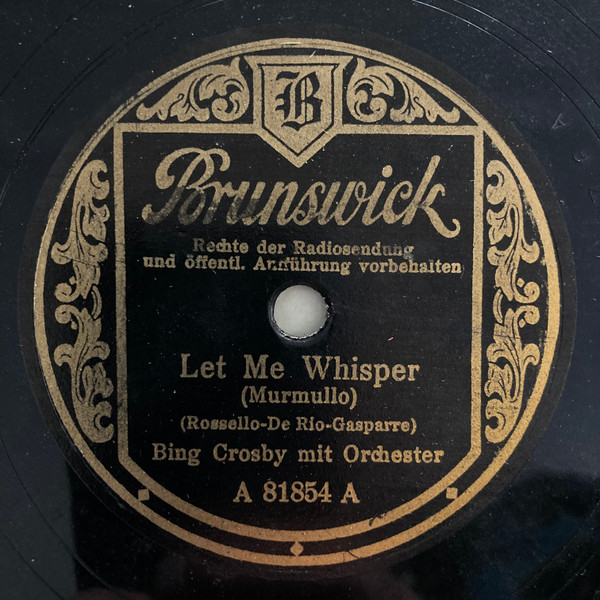 B
Brunswick
Rechte der Radiosendung
und öffentl. Aufführung vorbehalten
Let Me Whisper
(Murmullo)
(Rossello-De Rio-Gasparre)
Bing Crosby mit Orchester
A 81854 A